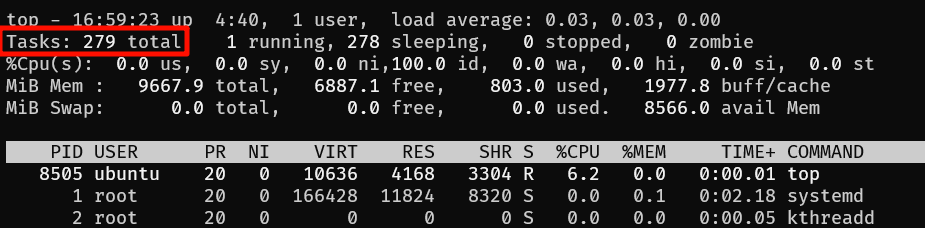 top - 16:59:23 up  4:40,  1 user,  load average: 0.03, 0.03, 0.00
Tasks: 279 total   1 running, 278 sleeping,   0 stopped,   0 zombie
%Cpu(s):  0.0 us,  0.0 sy,  0.0 ni,100.0 id,  0.0 wa,  0.0 hi,  0.0 si,  0.0 st
MiB Mem :   9667.9 total,   6887.1 free,    803.0 used,   1977.8 buff/cache
MiB Swap:      0.0 total,      0.0 free,      0.0 used.   8566.0 avail Mem
PID USER      PR  NI    VIRT    RES    SHR S  %CPU  %MEM     TIME+ COMMAND
8505 ubuntu    20   0   10636   4168   3304 R   6.2   0.0   0:00.01 top
1 root      20   0  166428  11824   8320 S   0.0   0.1   0:02.18 systemd
2 root      20   0       0      0      0 S   0.0   0.0   0:00.05 kthreadd